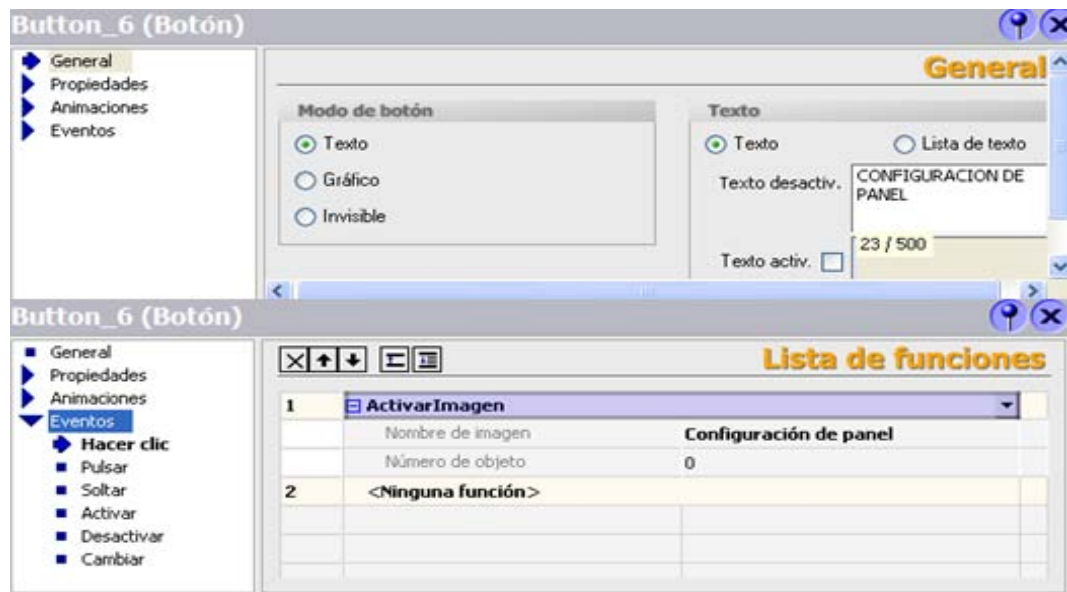 Button_6 (Botón)
General
Propiedades
Animaciones
Eventos
General
Modo de botón
Texto
Gráfico
Invisible
Texto
Texto
Lista de texto
Texto desactiv.
CONFIGURACION DE
PANEL
23 / 500
Texto activ.
Button_6 (Botón)
General
Propiedades
Animaciones
Eventos
Hacer clic
Pulsar
Soltar
Activar
Desactivar
Cambiar
Lista de funciones
1 ActivarImagen
Nombre de imagen Configuración de panel
Número de objeto 0
2 <Ninguna función>